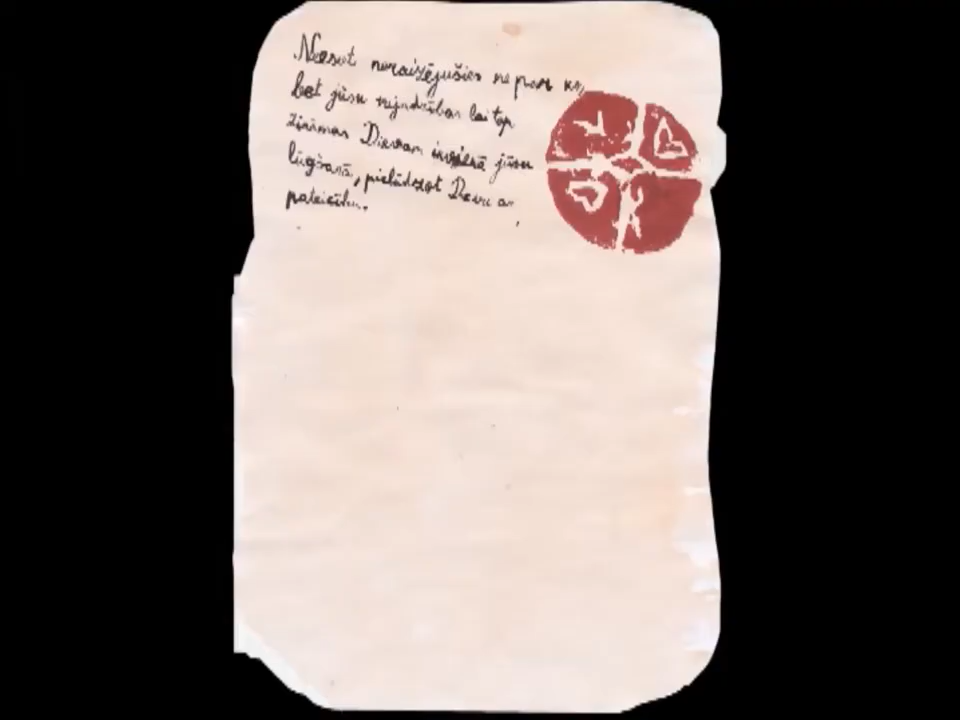 Neesat noraizējušies ne par ko,
bet jūsu vajadzības lai top
zināmas Dievam ikvienā jūsu
lūgšanā, pielūdzot Dievu ar
pateicību.